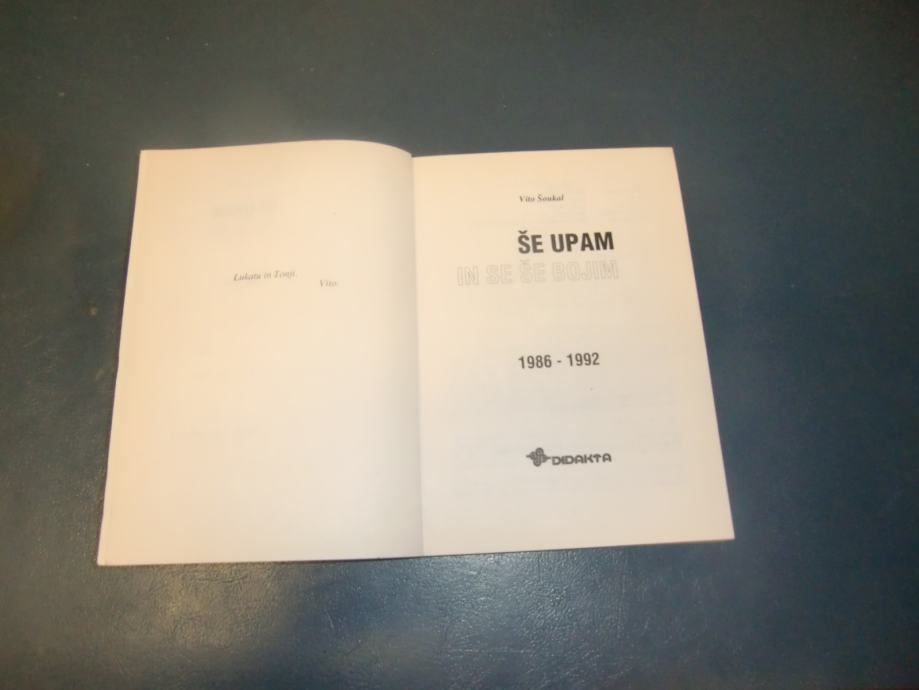 Lukatu in Tonji.
Vito.
Vito Šoukal
ŠE UPAM
IN SE ŠE BOJIM
1986 - 1992
DIDAKTA